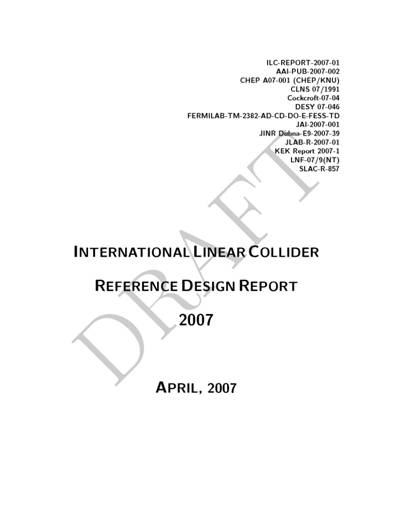 ILC-REPORT-2007-01
AAI-PUB-2007-002
CHEP A07-001 (CHEP/KNU)
CLNS 07/1991
Cockcroft-07-04
DESY 07-046
FERMILAB-TM-2382-AD-CD-DO-E-FESS-TD
JAI-2007-001
JINR Dubna-E9-2007-39
JLAB-R-2007-01
KEK Report 2007-1
LNF-07/9(NT)
SLAC-R-857
DRAFT
INTERNATIONAL LINEAR COLLIDER
REFERENCE DESIGN REPORT
2007
APRIL, 2007